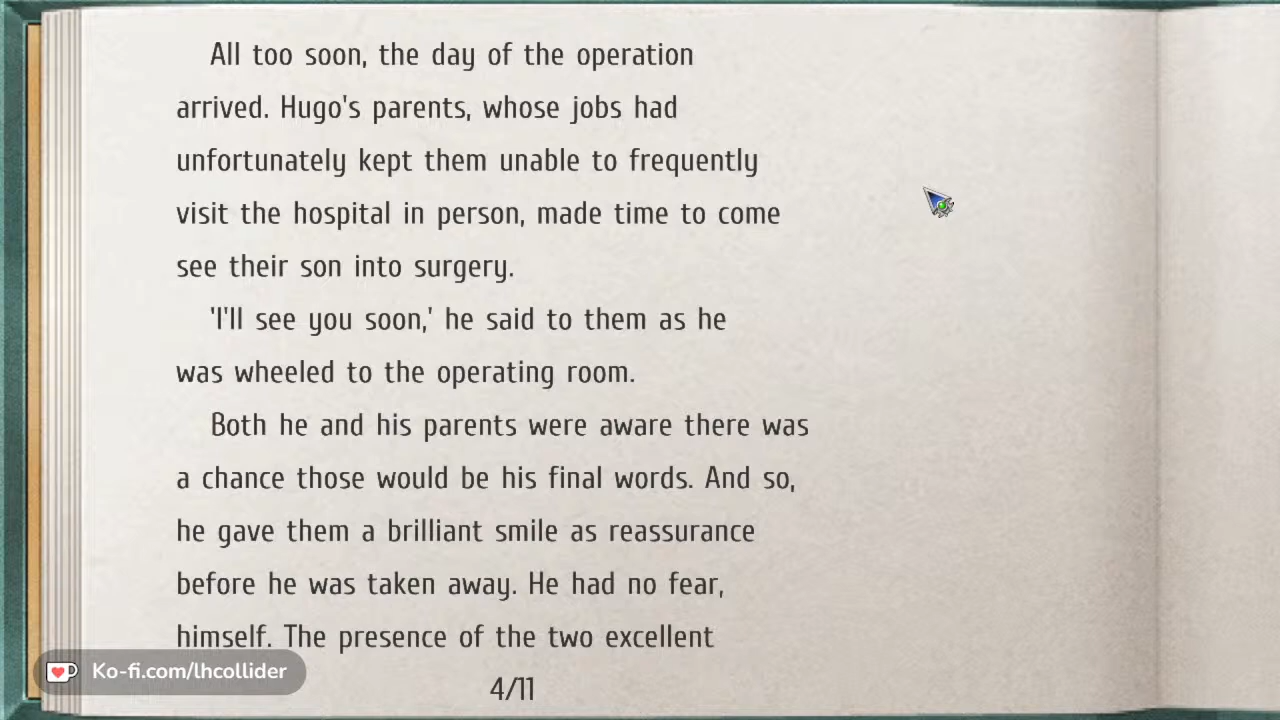 All too soon, the day of the operation
arrived. Hugo's parents, whose jobs had
unfortunately kept them unable to frequently
visit the hospital in person, made time to come
see their son into surgery.
'I'll see you soon,' he said to them as he
was wheeled to the operating room.
Both he and his parents were aware there was
a chance those would be his final words. And so,
he gave them a brilliant smile as reassurance
before he was taken away. He had no fear,
himself. The presence of the two excellent
Ko-fi.com/lhcollider
4/11